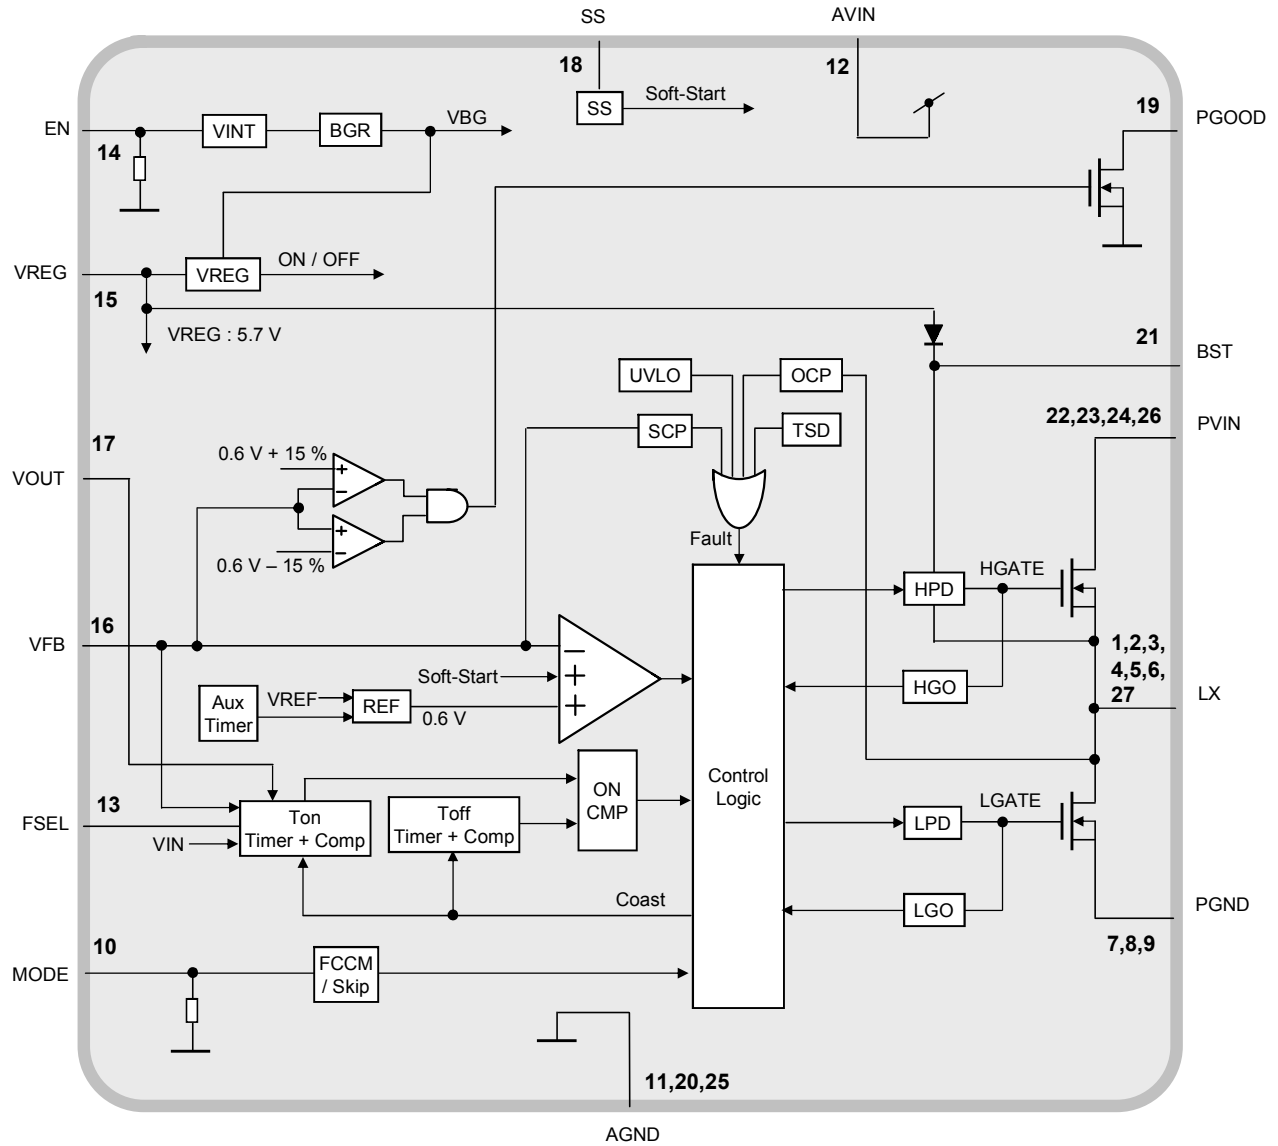 SS
AVIN
18
12
SS
Soft-Start
19
PGOOD
EN
14
VINT
BGR
VBG
VREG
15
VREG
ON / OFF
VREG : 5.7 V
21
BST
UVLO
OCP
22,23,24,26
PVIN
SCP
TSD
17
VOUT
0.6 V + 15 %
+
−
+
−
0.6 V – 15 %
Fault
HPD
HGATE
16
VFB
−
Soft-Start
+
+
Aux
Timer
VREF
REF
0.6 V
HGO
1,2,3,
4,5,6,
27
LX
Control
Logic
ON
CMP
13
FSEL
VIN
Ton
Timer + Comp
Toff
Timer + Comp
LPD
LGATE
Coast
LGO
PGND
7,8,9
10
MODE
FCCM
/ Skip
11,20,25
AGND